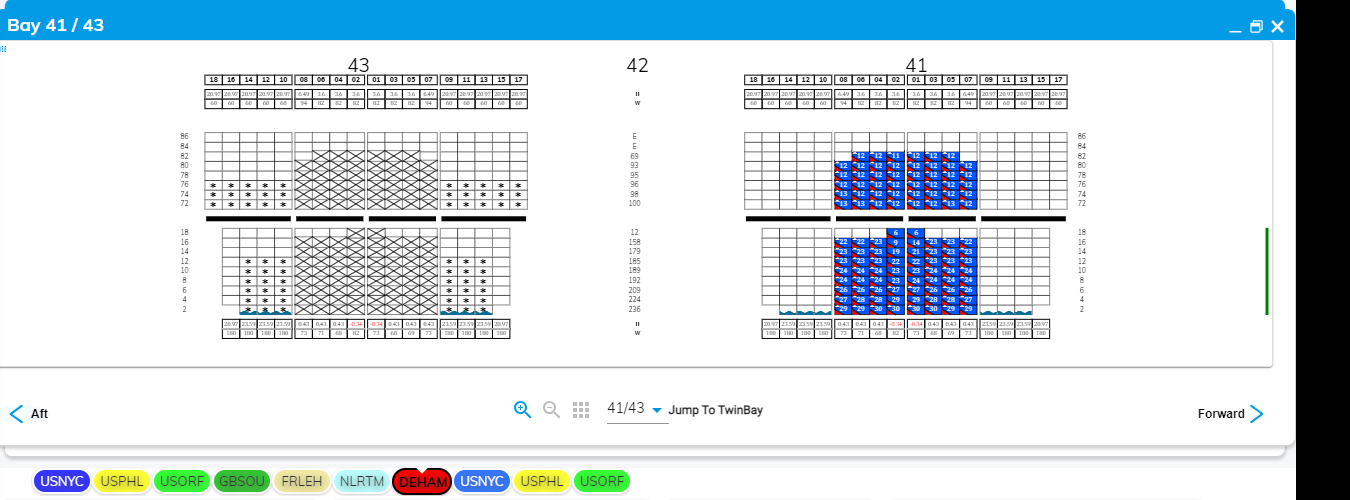 Bay 41 / 43
43 42 41
18 16 14 12 10 08 06 04 02 01 03 05 07 09 11 13 15 17 18 16 14 12 10 08 06 04 02 01 03 05 07 09 11 13 15 17
20.97 20.97 20.97 20.97 20.97 6.49 3.6 3.6 3.6 3.6 3.6 3.6 6.49 20.97 20.97 20.97 20.97 20.97 H 20.97 20.97 20.97 20.97 20.97 6.49 3.6 3.6 3.6 3.6 3.6 3.6 6.49 20.97 20.97 20.97 20.97 20.97
60 60 60 60 60 94 82 82 82 82 82 82 94 60 60 60 60 60 W 60 60 60 60 60 94 82 82 82 82 82 82 94 60 60 60 60 60
86 E 86
84 E 84
82 69 12 12 11 12 12 12 82
80 93 12 12 12 12 12 12 12 12 80
78 95 12 12 12 12 12 12 12 12 78
76 * * * * * * * * * * 96 12 12 12 12 12 12 12 12 76
74 * * * * * * * * * * 98 13 12 12 12 12 12 12 12 74
72 * * * * * * * * * * 100 13 13 12 12 12 12 13 12 72
18 12 6 6 18
16 158 22 22 23 9 14 23 23 22 16
14 179 23 23 23 19 21 23 23 23 14
12 * * * * * * 185 23 23 23 22 22 23 23 23 12
10 * * * * * * 189 24 24 24 23 23 24 24 24 10
8 * * * * * * 192 24 24 24 23 24 24 24 24 8
6 * * * * * * 209 26 26 26 27 26 26 26 26 6
4 * * * * * * 224 27 28 28 29 28 28 28 27 4
2 * * * * * * 236 29 29 30 30 30 30 29 29 2
20.97 23.59 23.59 23.59 0.43 0.43 0.43 -0.34 -0.34 0.43 0.43 0.43 23.59 23.59 23.59 20.97 H 20.97 23.59 23.59 23.59 0.43 0.43 0.43 -0.34 -0.34 0.43 0.43 0.43 23.59 23.59 23.59 20.97
180 180 180 180 73 71 68 82 73 68 69 73 180 180 180 180 W 180 180 180 180 73 71 68 82 73 68 69 73 180 180 180 180
Aft 41/43 Jump To TwinBay Forward
USNYC USPHL USORF GBSOU FRLEH NLRTM DEHAM USNYC USPHL USORF